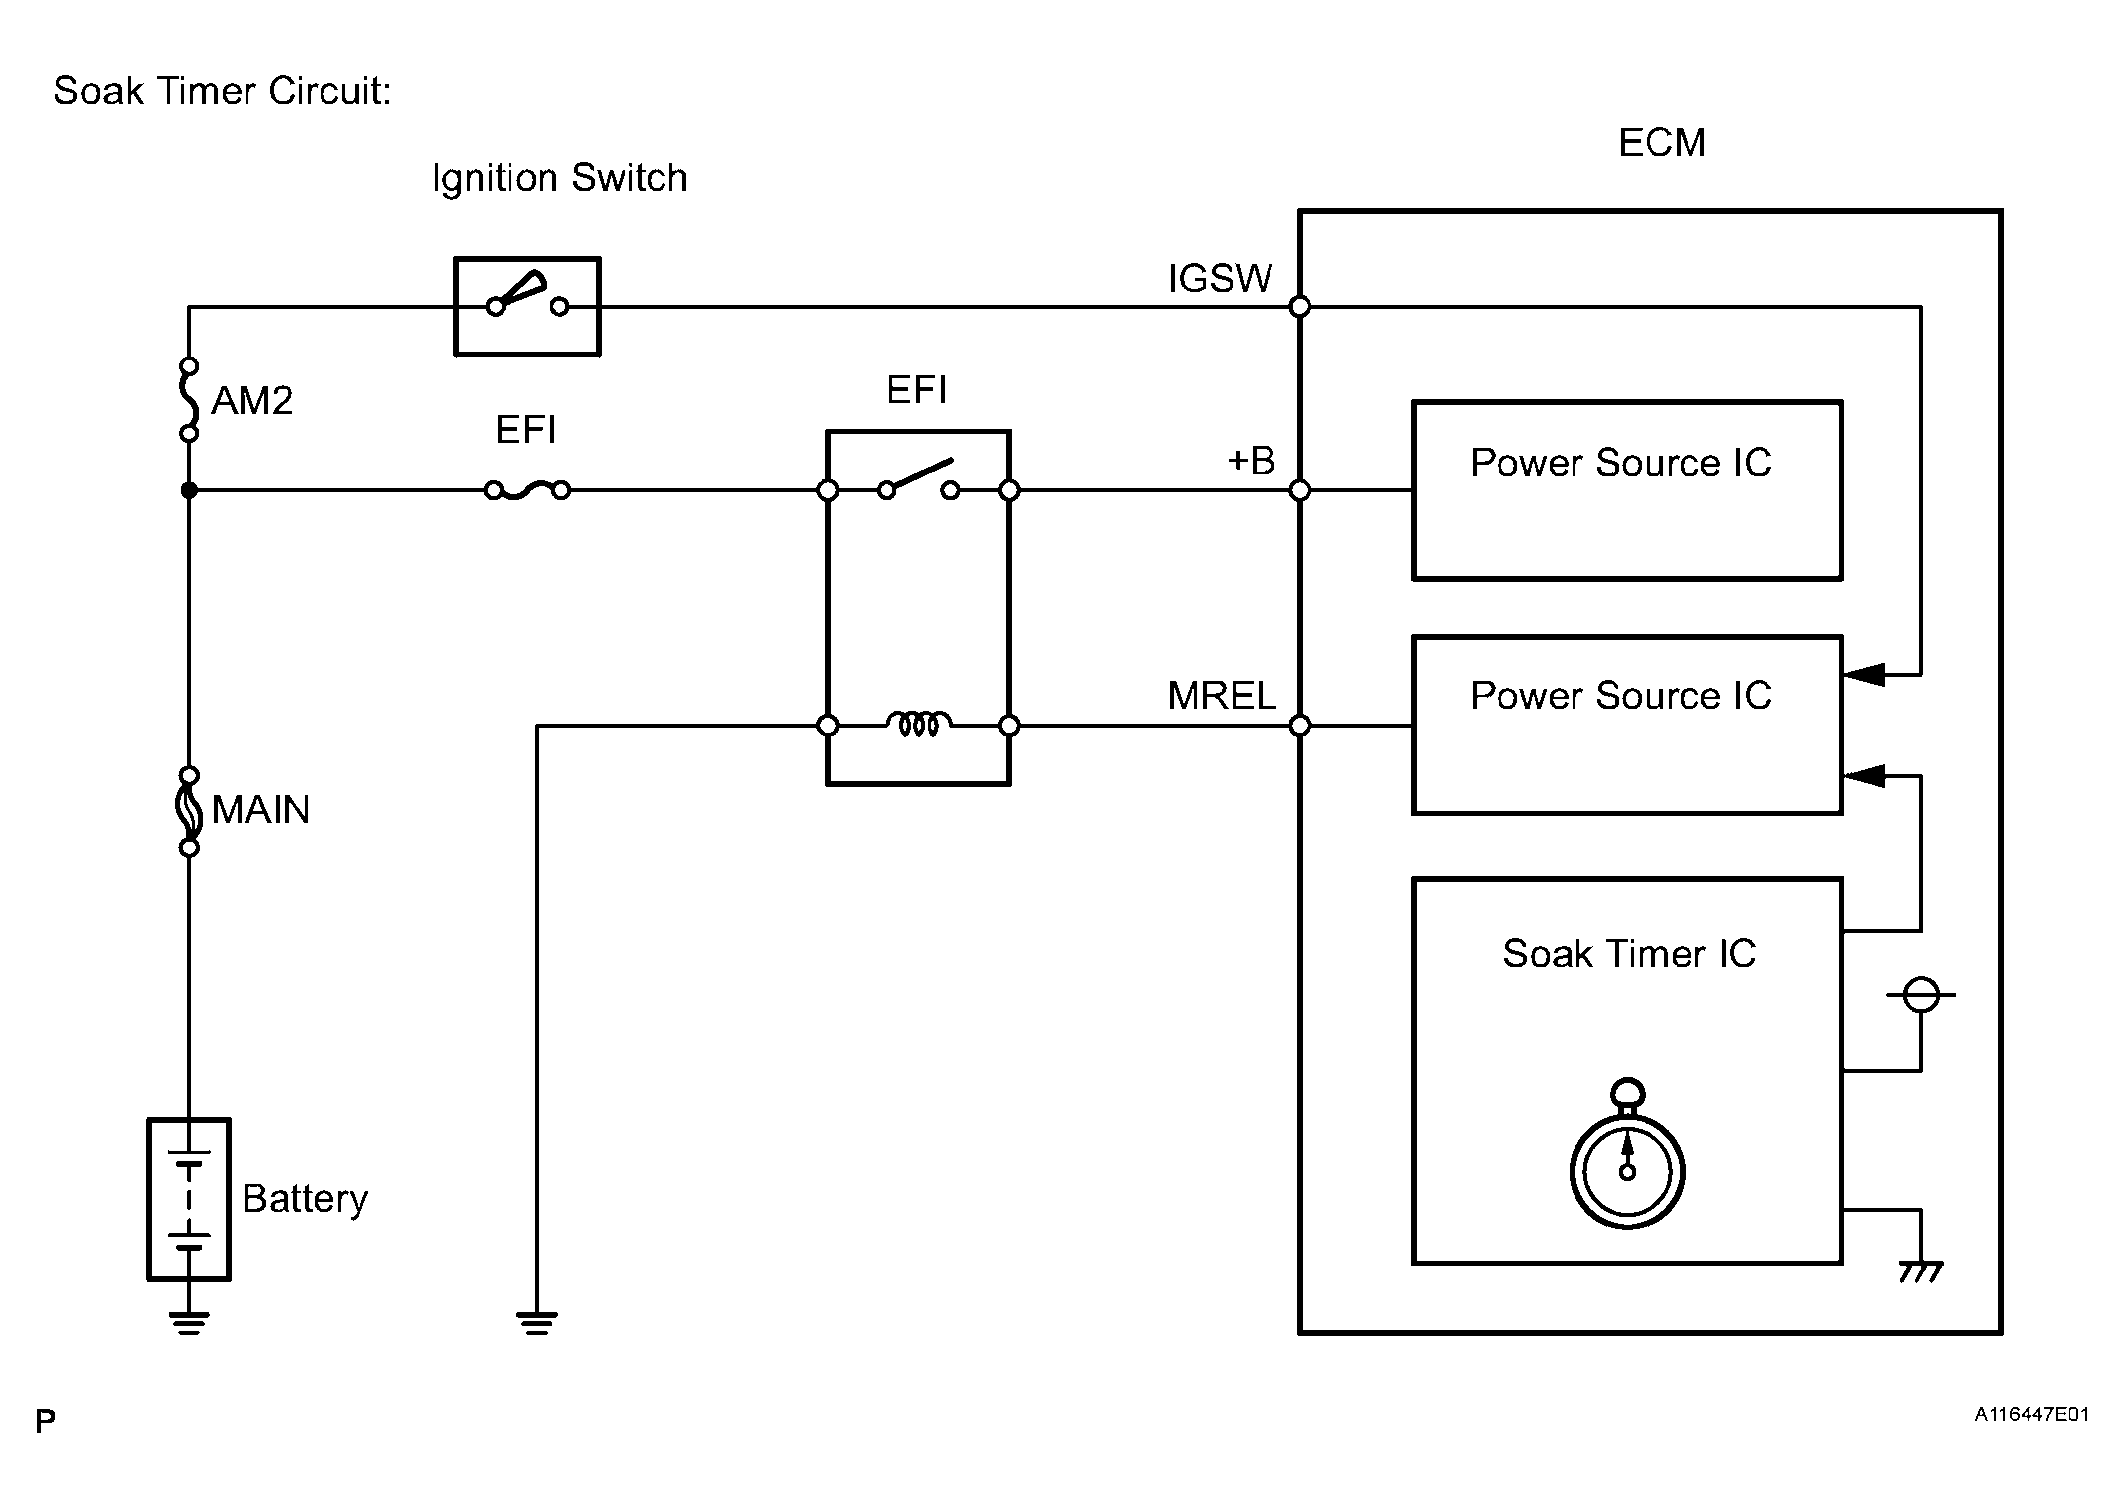 Soak Timer Circuit:
ECM
Ignition Switch
IGSW
AM2
EFI
EFI
+B
Power Source IC
MREL
Power Source IC
MAIN
Soak Timer IC
Battery
P
A116447E01